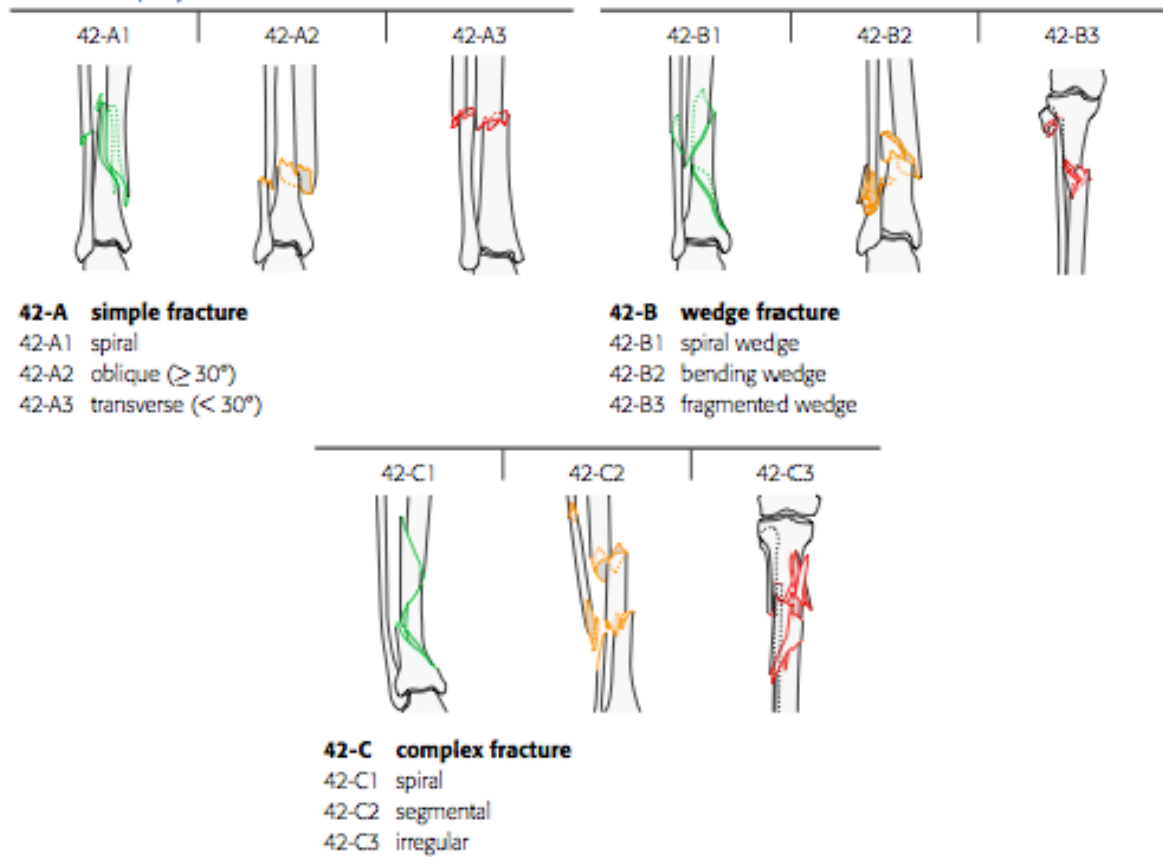 42-A1 42-A2 42-A3 42-B1 42-B2 42-B3
42-A simple fracture
42-A1 spiral
42-A2 oblique (≥ 30°)
42-A3 transverse (< 30°)
42-B wedge fracture
42-B1 spiral wedge
42-B2 bending wedge
42-B3 fragmented wedge
42-C1 42-C2 42-C3
42-C complex fracture
42-C1 spiral
42-C2 segmental
42-C3 irregular